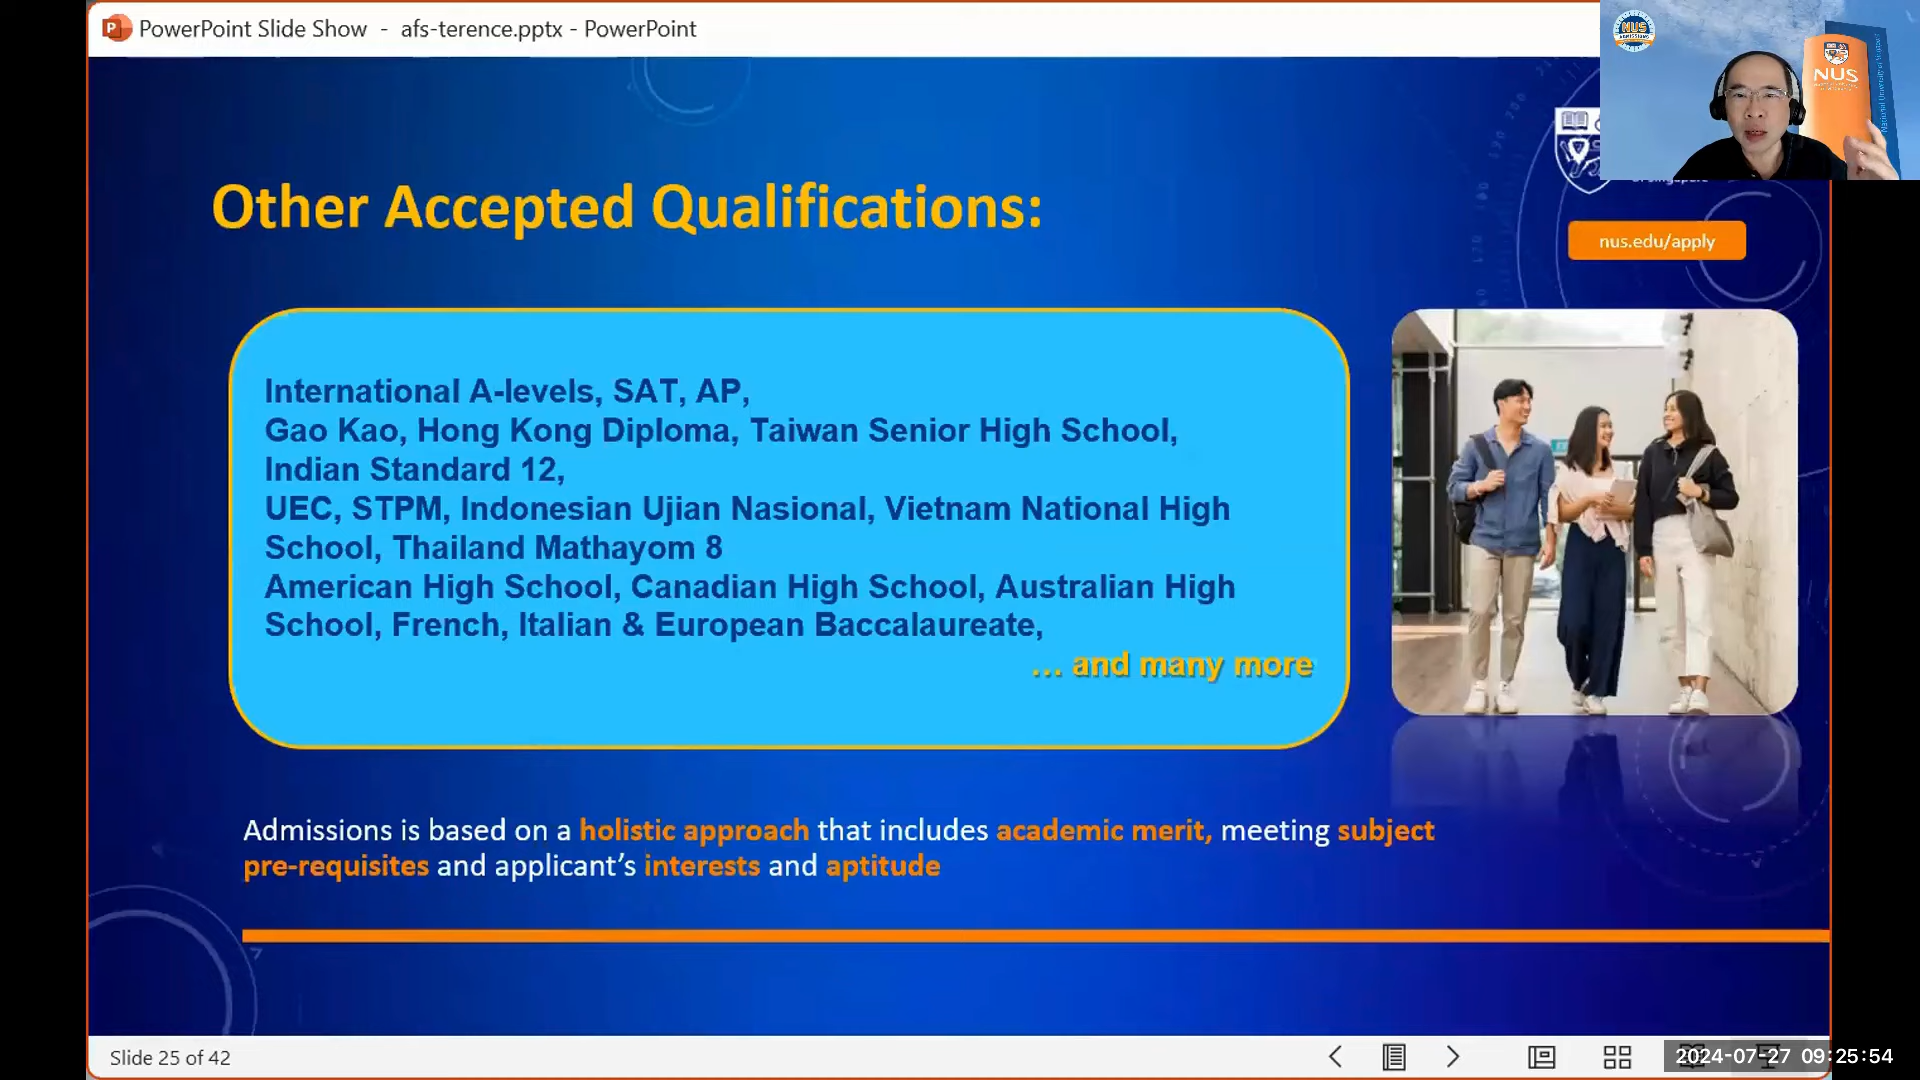 PowerPoint Slide Show - afs-terence.pptx - PowerPoint
NUS
NUS
Other Accepted Qualifications:
nus.edu/apply
International A-levels, SAT, AP,
Gao Kao, Hong Kong Diploma, Taiwan Senior High School,
Indian Standard 12,
UEC, STPM, Indonesian Ujian Nasional, Vietnam National High
School, Thailand Mathayom 8
American High School, Canadian High School, Australian High
School, French, Italian & European Baccalaureate,
... and many more
Admissions is based on a holistic approach that includes academic merit, meeting subject
pre-requisites and applicant's interests and aptitude
Slide 25 of 42
2024-07-27 09:25:54